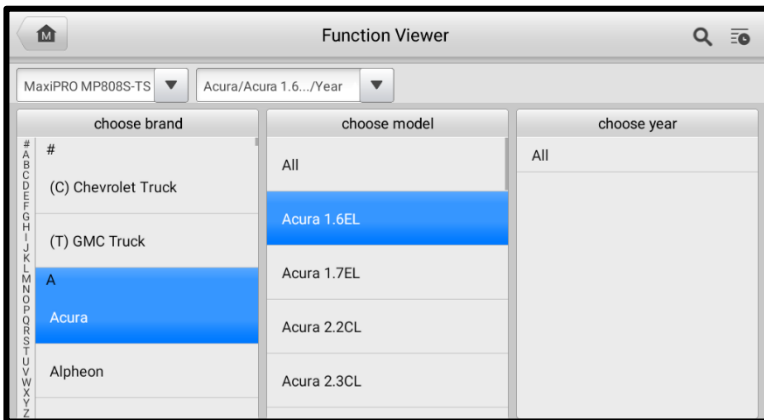 M
Function Viewer
MaxiPRO MP808S-TS
Acura/Acura 1.6.../Year
choose brand
choose model
choose year
#
A
B
C
D
E
F
G
H
I
J
K
L
M
N
O
P
Q
R
S
T
U
V
W
X
Y
Z
#
(C) Chevrolet Truck
(T) GMC Truck
A
Acura
Alpheon
All
Acura 1.6EL
Acura 1.7EL
Acura 2.2CL
Acura 2.3CL
All